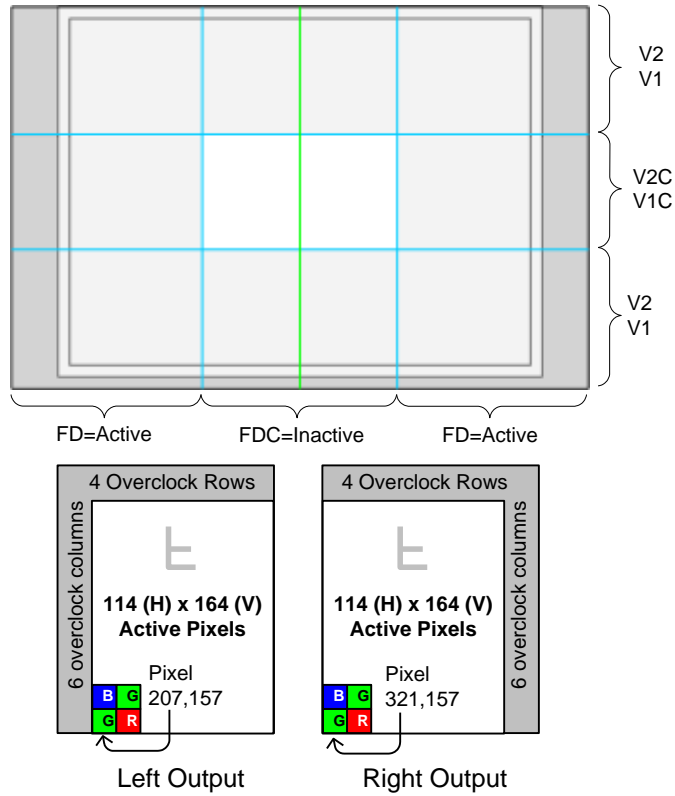 V2
V1
V2C
V1C
V2
V1
FD=Active
FDC=Inactive
FD=Active
4 Overclock Rows
6 overclock columns
114 (H) x 164 (V)
Active Pixels
Pixel
207,157
B G
G R
Left Output
4 Overclock Rows
6 overclock columns
114 (H) x 164 (V)
Active Pixels
Pixel
321,157
B G
G R
Right Output